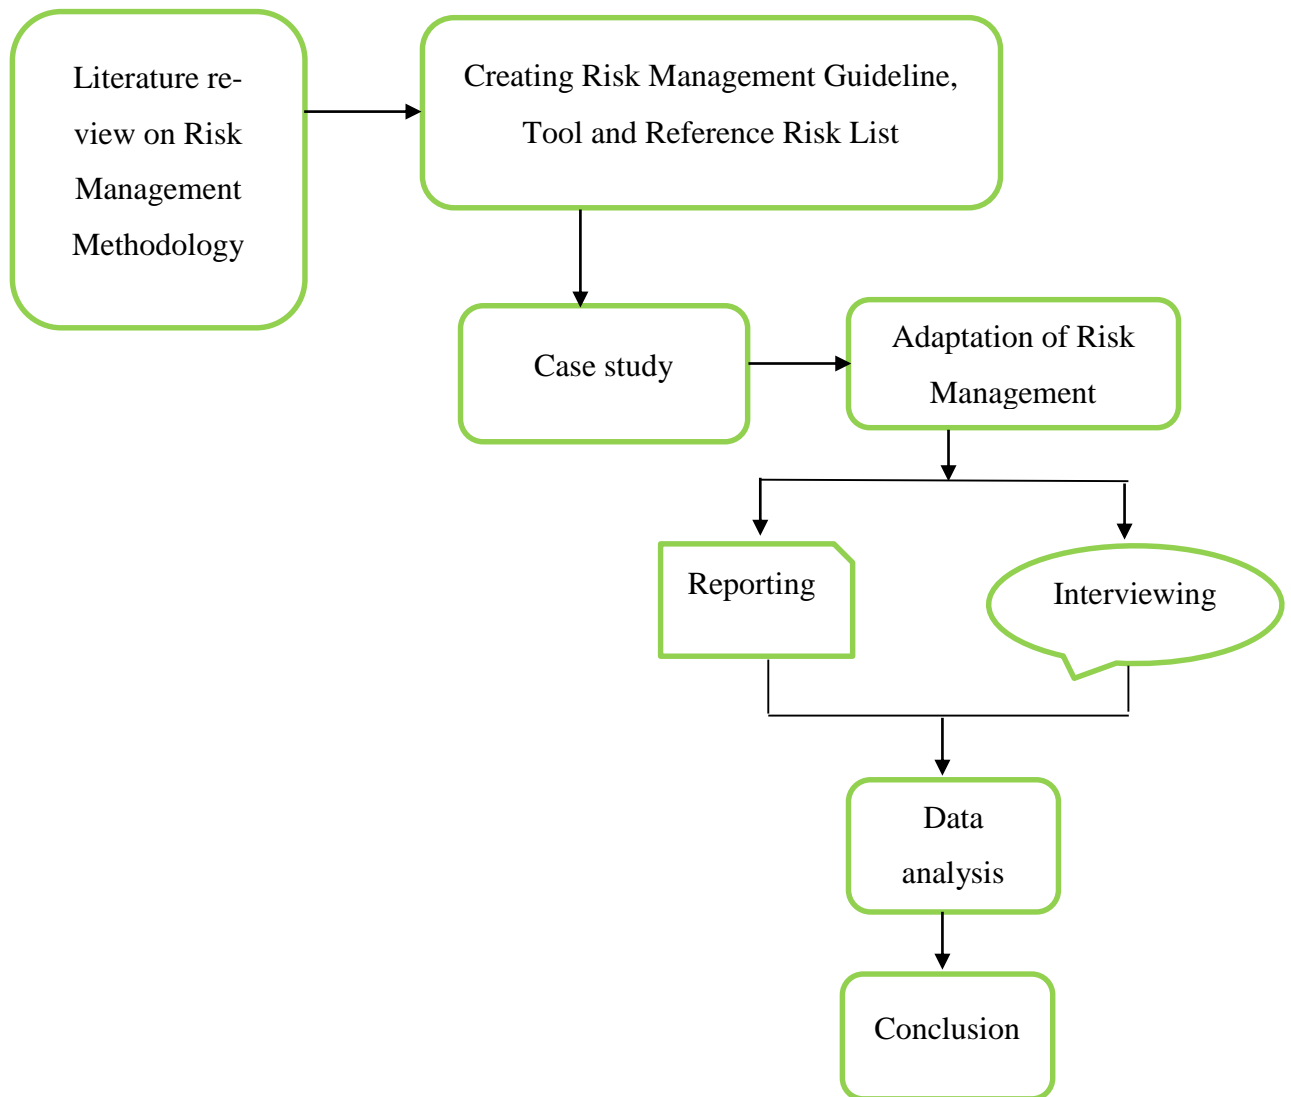 Literature re-
view on Risk
Management
Methodology
Creating Risk Management Guideline,
Tool and Reference Risk List
Case study
Adaptation of Risk
Management
Reporting
Interviewing
Data
analysis
Conclusion